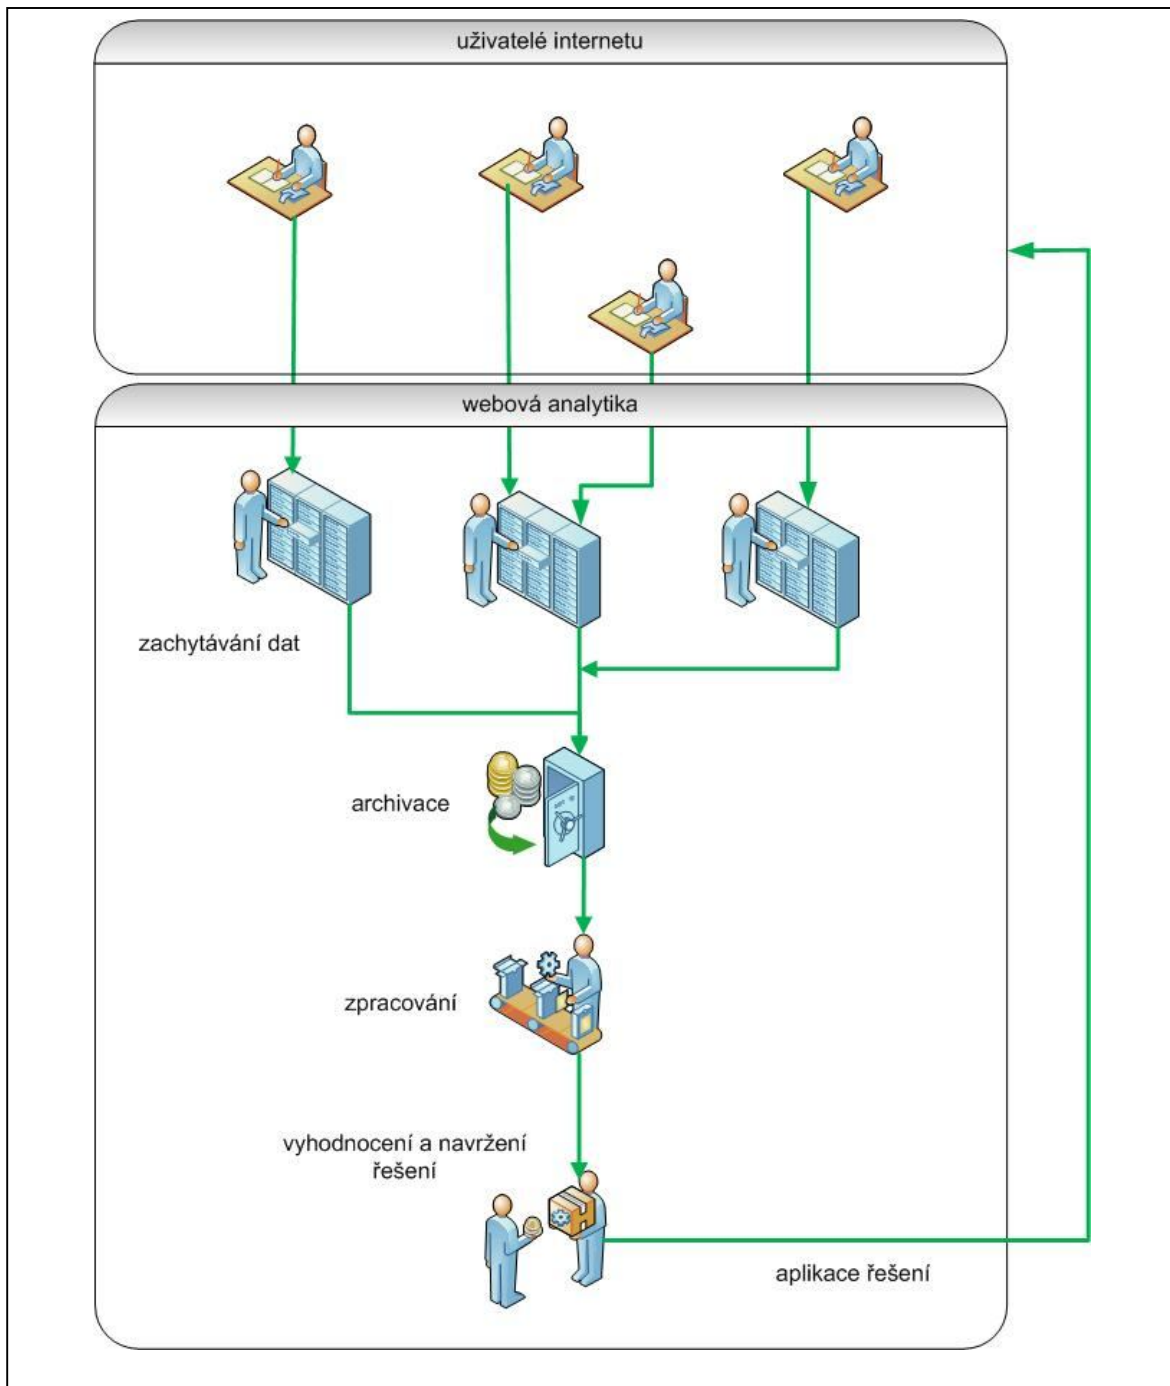 uživatelé internetu
webová analytika
zachytávání dat
archivace
zpracování
vyhodnocení a navržení
řešení
aplikace řešení